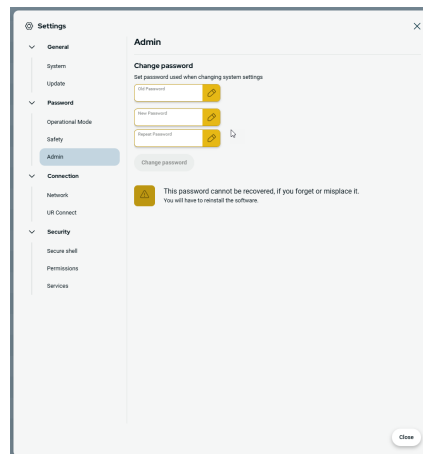 Settings
General
System
Update
Password
Operational Mode
Safety
Admin
Connection
Network
UR Connect
Security
Secure shell
Permissions
Services
Admin
Change password
Set password used when changing system settings
Old Password
New Password
Repeat Password
Change password
This password cannot be recovered, if you forget or misplace it.
You will have to reinstall the software.
Close